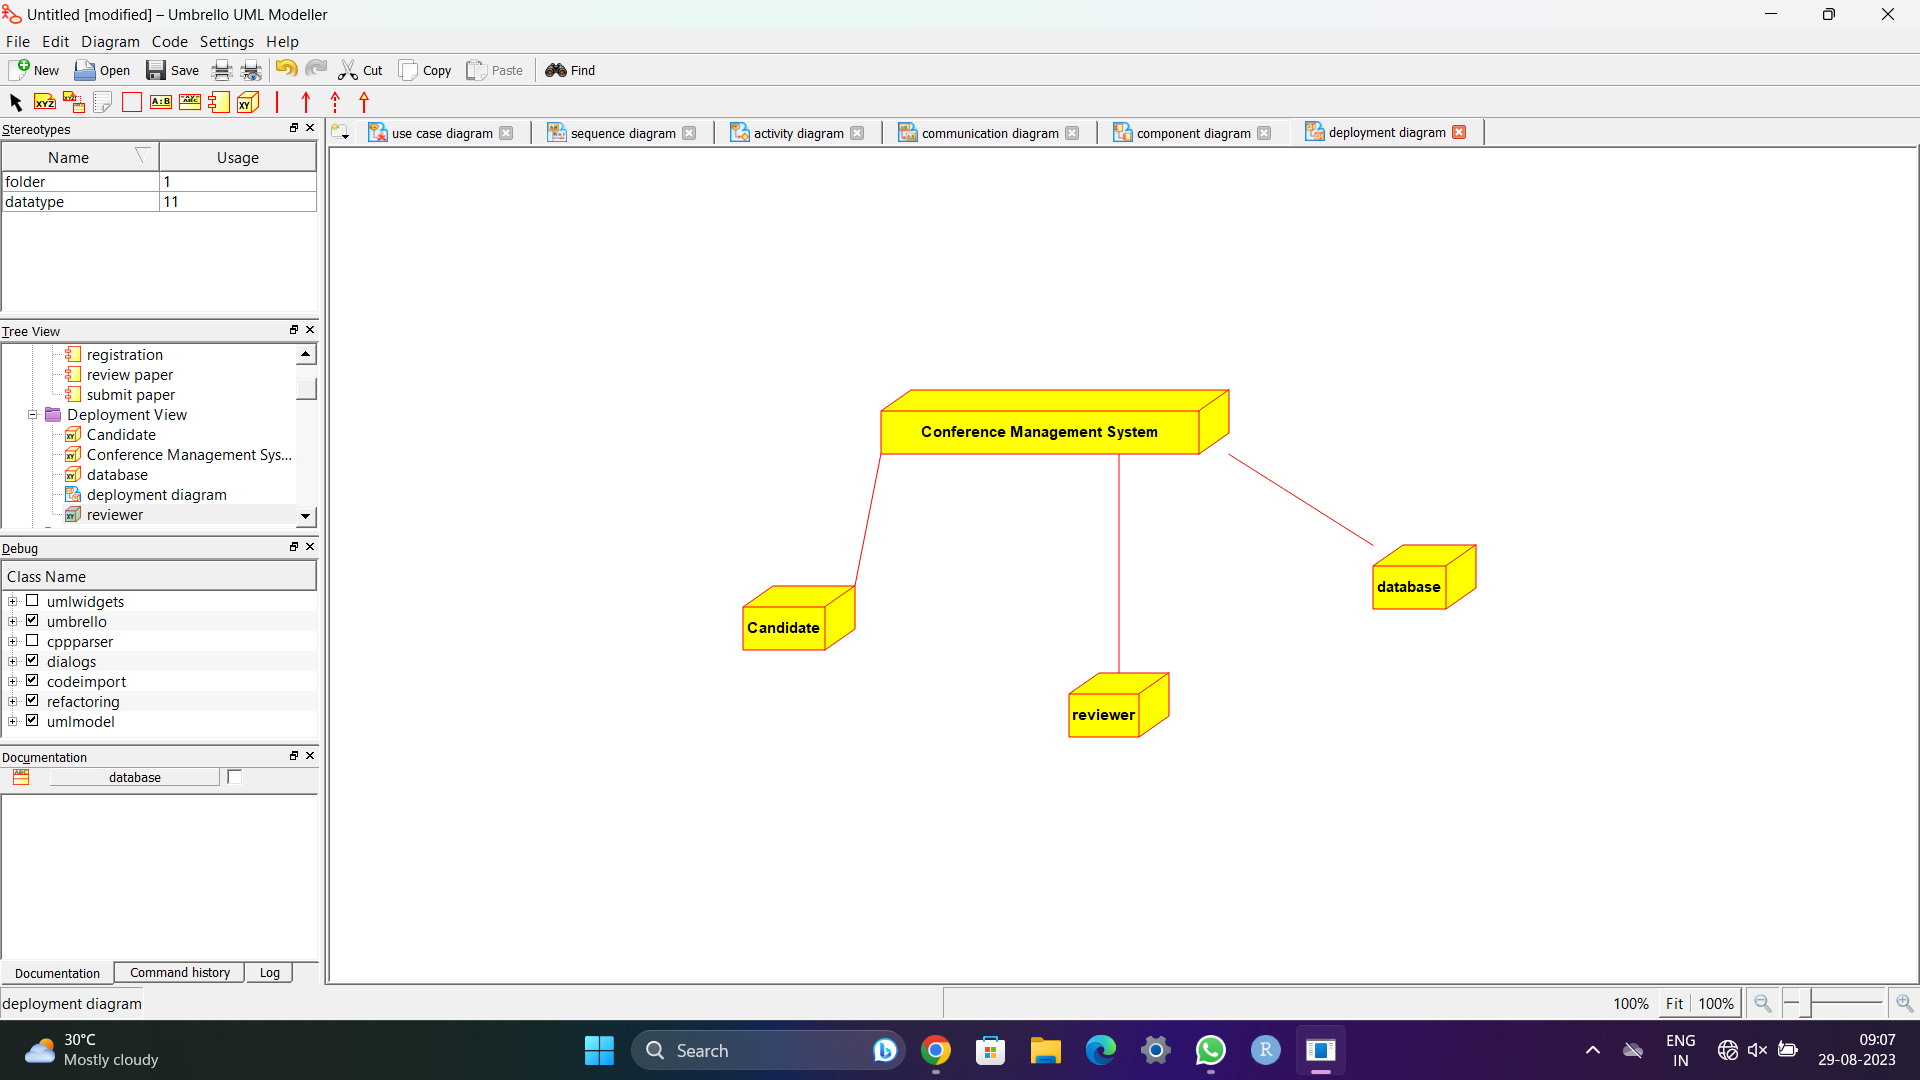 Untitled [modified] – Umbrello UML Modeller
File Edit Diagram Code Settings Help
New Open Save Cut Copy Paste Find
Stereotypes
Name Usage
folder 1
datatype 11
Tree View
registration
review paper
submit paper
Deployment View
Candidate
Conference Management Sys...
database
deployment diagram
reviewer
Debug
Class Name
umlwidgets
umbrello
cppparser
dialogs
codeimport
refactoring
umlmodel
Documentation
database
Documentation Command history Log
deployment diagram
use case diagram sequence diagram activity diagram communication diagram component diagram deployment diagram
Conference Management System
Candidate
reviewer
database
100% Fit 100%
30°C
Mostly cloudy
Search
ENG
IN
09:07
29-08-2023